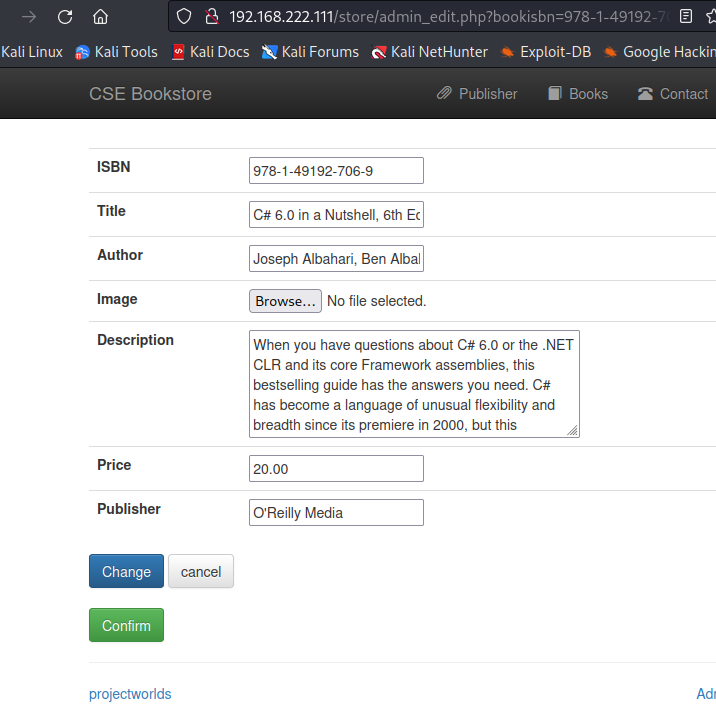 192.168.222.111/store/admin_edit.php?bookisbn=978-1-49192-70
Kali Linux Kali Tools Kali Docs Kali Forums Kali NetHunter Exploit-DB Google Hackin
CSE Bookstore Publisher Books Contact
ISBN 978-1-49192-706-9
Title C# 6.0 in a Nutshell, 6th Ec
Author Joseph Albahari, Ben Albal
Image Browse... No file selected.
Description When you have questions about C# 6.0 or the .NET
CLR and its core Framework assemblies, this
bestselling guide has the answers you need. C#
has become a language of unusual flexibility and
breadth since its premiere in 2000, but this
Price 20.00
Publisher O'Reilly Media
Change cancel
Confirm
projectworlds Adr